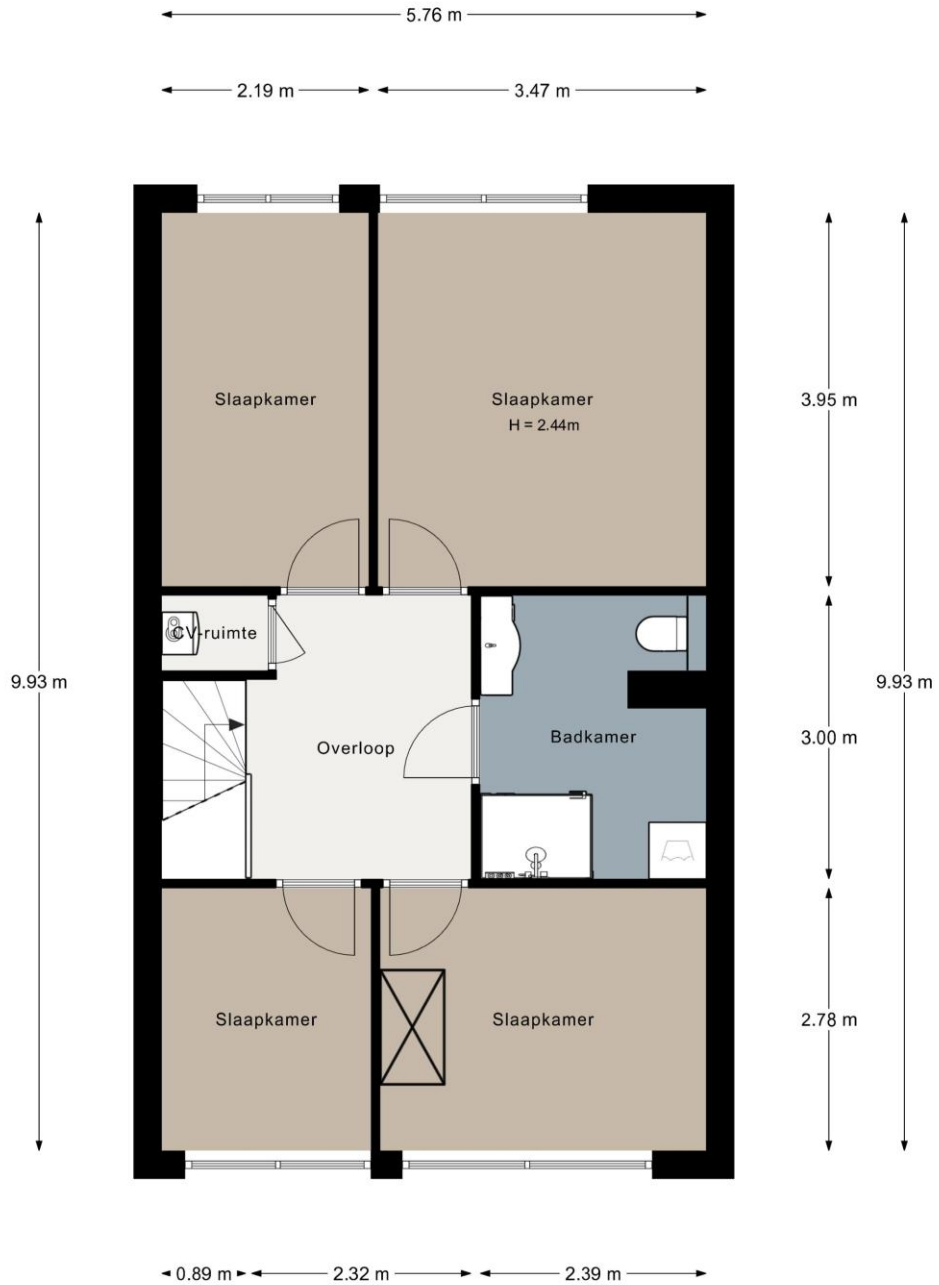 5.76 m
2.19 m
3.47 m
Slaapkamer
Slaapkamer
H = 2.44m
3.95 m
CV-ruimte
9.93 m
9.93 m
Overloop
Badkamer
3.00 m
Slaapkamer
Slaapkamer
2.78 m
0.89 m
2.32 m
2.39 m